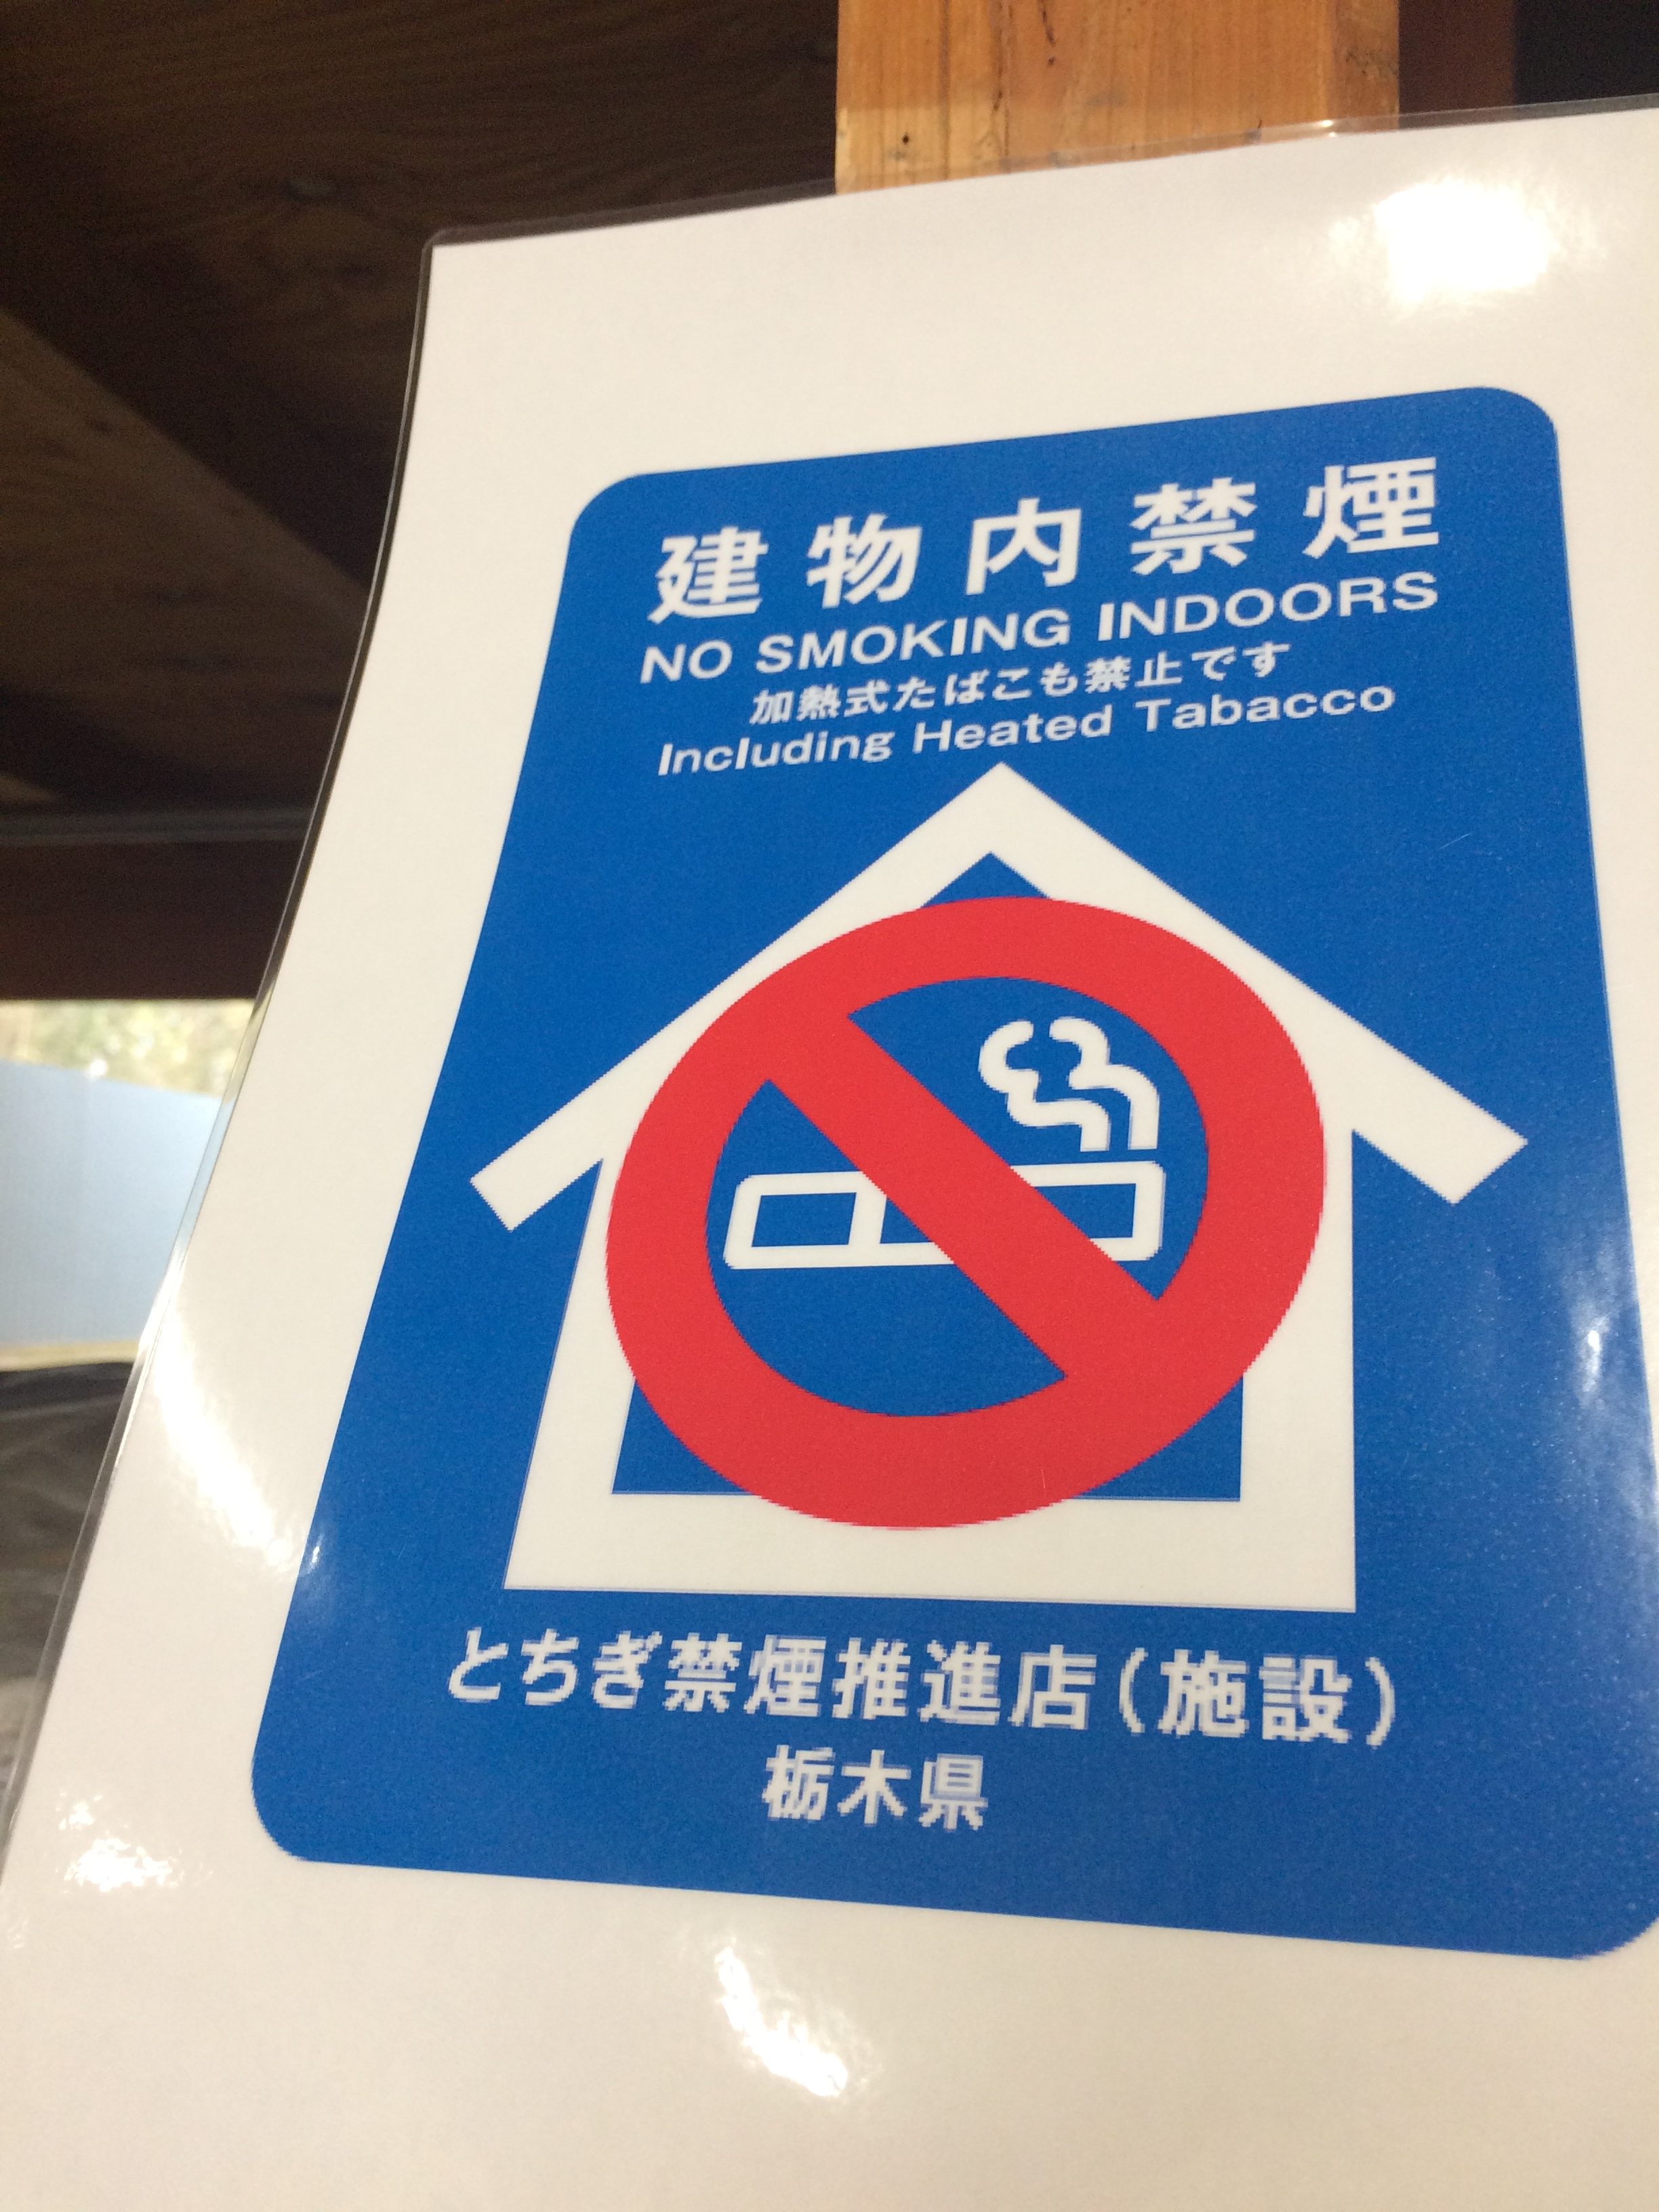 建物内禁煙
NO SMOKING INDOORS
加熱式たばこも禁止です
Including Heated Tabacco
とちぎ禁煙推進店(施設)
栃木県